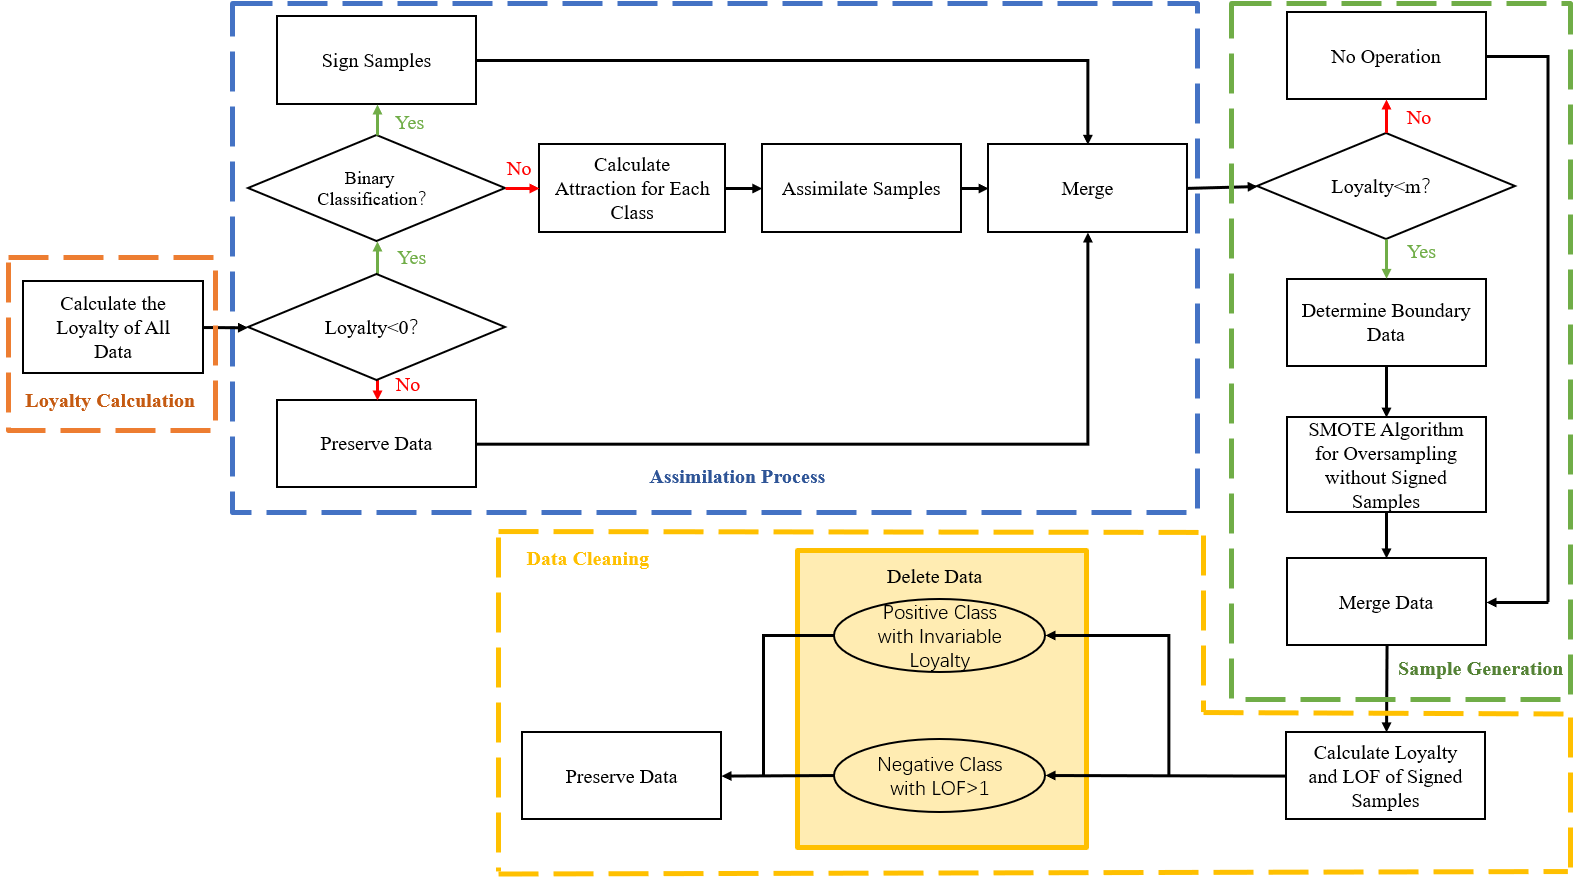 Calculate the
Loyalty of All
Data
Loyalty Calculation
Sign Samples
Yes
Binary
Classification?
No
Yes
Loyalty<0?
No
Preserve Data
Calculate
Attraction for Each
Class
Assimilate Samples
Merge
Assimilation Process
No Operation
No
Loyalty<m?
Yes
Determine Boundary
Data
SMOTE Algorithm
for Oversampling
without Signed
Samples
Merge Data
Sample Generation
Data Cleaning
Delete Data
Positive Class
with Invariable
Loyalty
Negative Class
with LOF>1
Preserve Data
Calculate Loyalty
and LOF of Signed
Samples